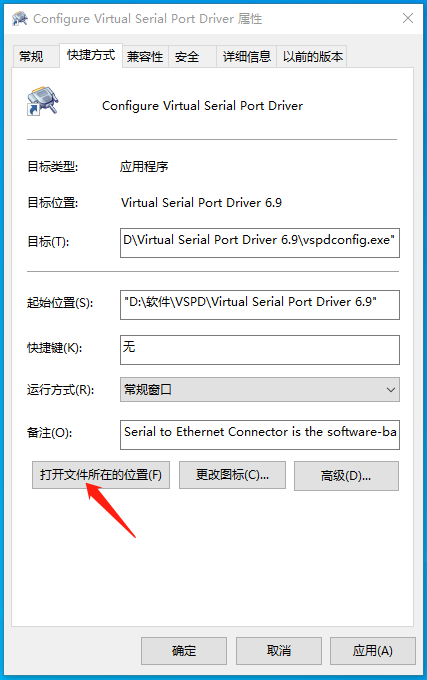 Configure Virtual Serial Port Driver 属性
常规 快捷方式 兼容性 安全 详细信息 以前的版本
Configure Virtual Serial Port Driver
目标类型: 应用程序
目标位置: Virtual Serial Port Driver 6.9
目标(T): D\Virtual Serial Port Driver 6.9\vspdconfig.exe"
起始位置(S): "D:\软件\VSPD\Virtual Serial Port Driver 6.9"
快捷键(K): 无
运行方式(R): 常规窗口
备注(O): Serial to Ethernet Connector is the software-ba
打开文件所在的位置(F) 更改图标(C)... 高级(D)...
确定 取消 应用(A)